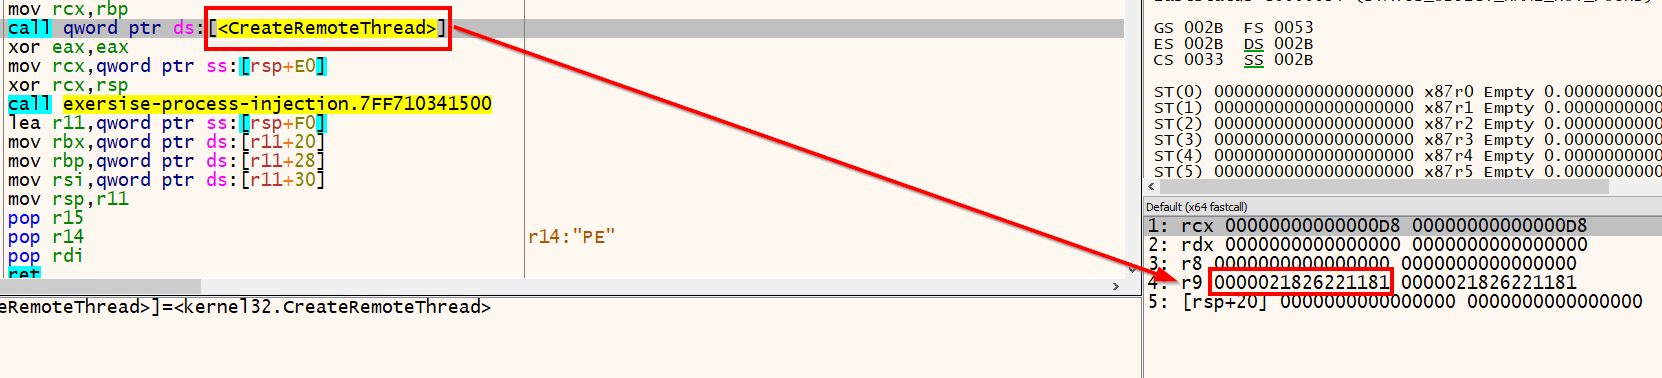 mov rcx,rbp
call qword ptr ds:[<CreateRemoteThread>]
xor eax,eax
mov rcx,qword ptr ss:[rsp+E0]
xor rcx,rsp
call exersise-process-injection.7FF710341500
lea r11,qword ptr ss:[rsp+F0]
mov rbx,qword ptr ds:[r11+20]
mov rbp,qword ptr ds:[r11+28]
mov rsi,qword ptr ds:[r11+30]
mov rsp,r11
pop r15
pop r14 r14:"PE"
pop rdi
ret
eRemoteThread>]=<kernel32.CreateRemoteThread>
GS 002B FS 0053
ES 002B DS 002B
CS 0033 SS 002B
ST(0) 00000000000000000000 x87r0 Empty 0.0000000000
ST(1) 00000000000000000000 x87r1 Empty 0.0000000000
ST(2) 00000000000000000000 x87r2 Empty 0.0000000000
ST(3) 00000000000000000000 x87r3 Empty 0.0000000000
ST(4) 00000000000000000000 x87r4 Empty 0.0000000000
ST(5) 00000000000000000000 x87r5 Empty 0.0000000000
Default (x64 fastcall)
1: rcx 00000000000000D8 00000000000000D8
2: rdx 0000000000000000 0000000000000000
3: r8 0000000000000000 0000000000000000
4: r9 0000021826221181 0000021826221181
5: [rsp+20] 0000000000000000 0000000000000000